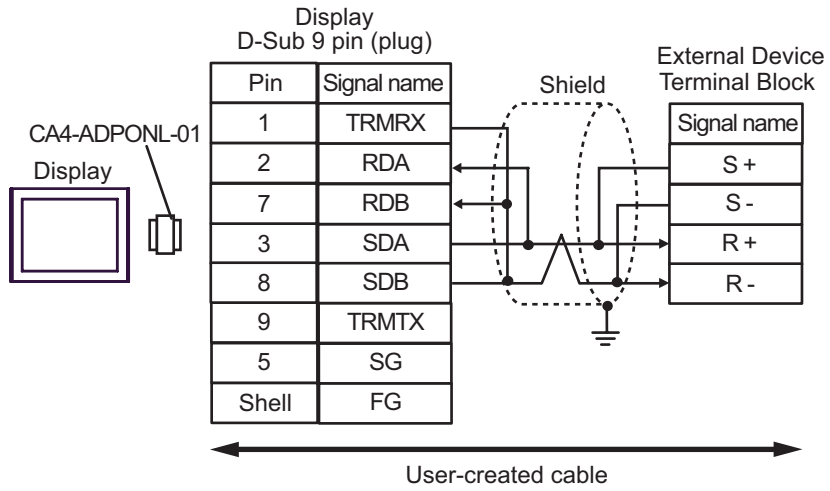 Display
D-Sub 9 pin (plug)
External Device
Terminal Block
Shield
CA4-ADPONL-01
Display
Pin Signal name
1 TRMRX
2 RDA
7 RDB
3 SDA
8 SDB
9 TRMTX
5 SG
Shell FG
Signal name
S +
S -
R +
R -
User-created cable